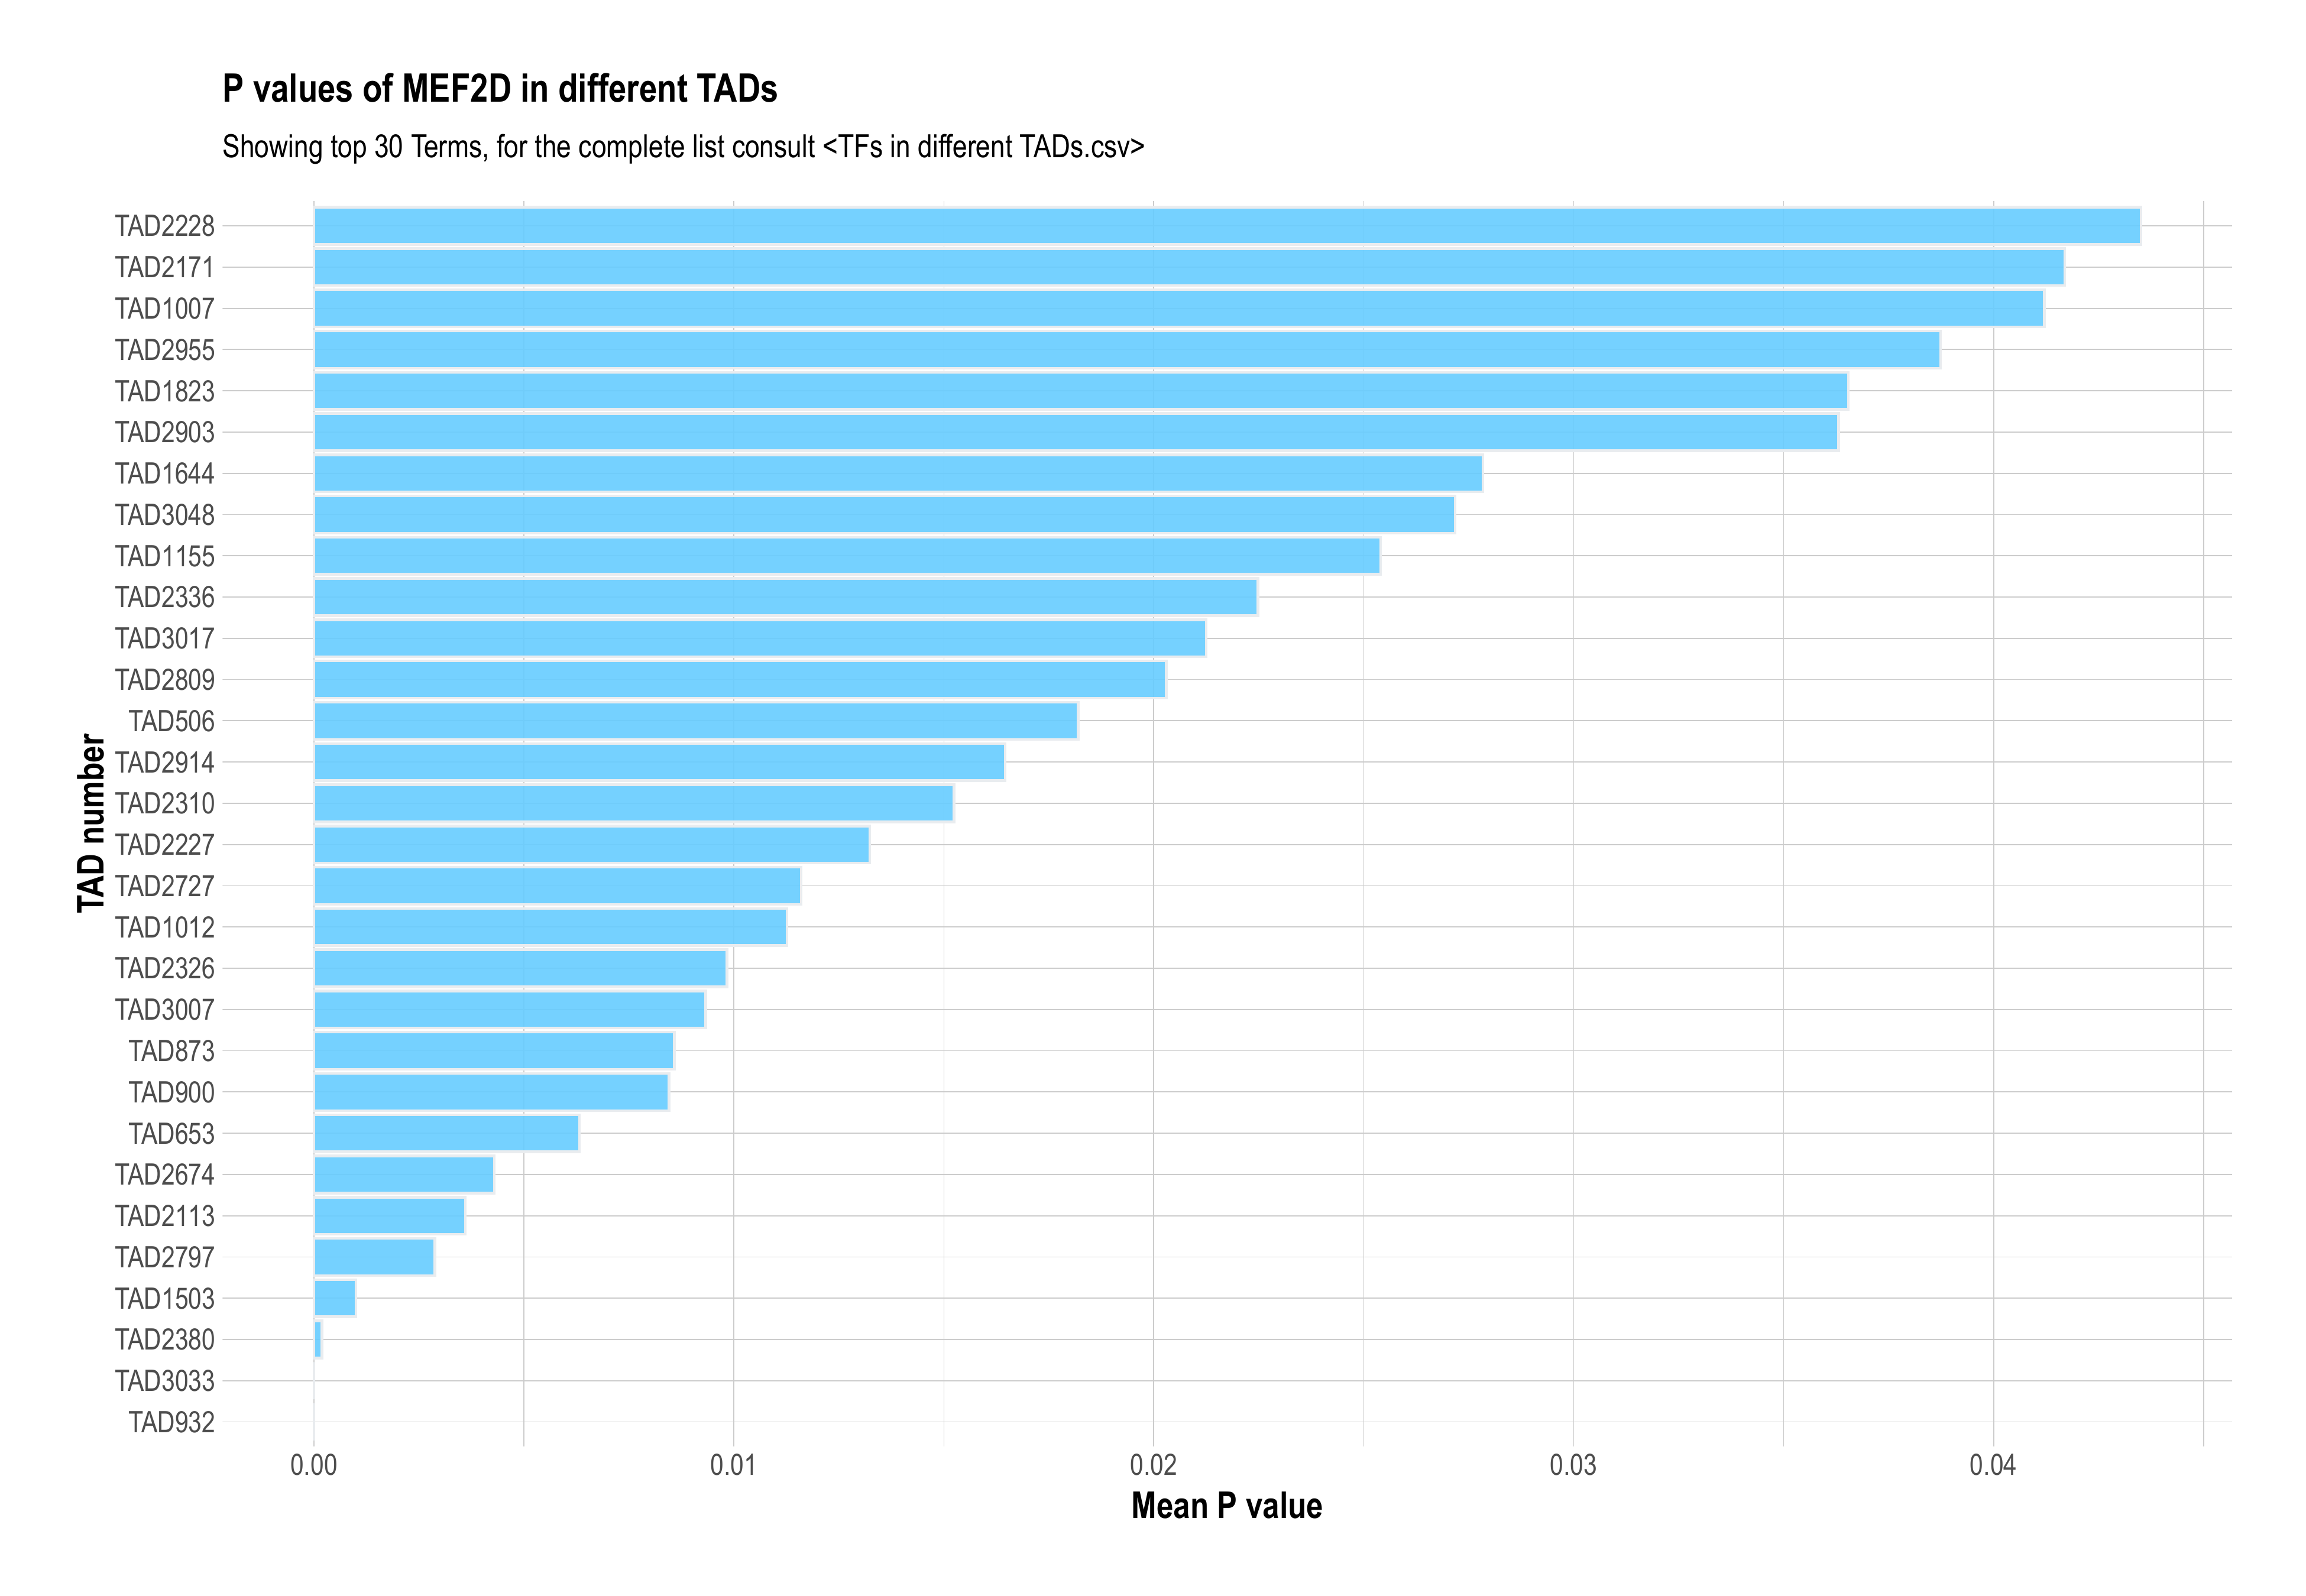 P values of MEF2D in different TADs
Showing top 30 Terms, for the complete list consult <TFs in different TADs.csv>
TAD number
TAD2228
TAD2171
TAD1007
TAD2955
TAD1823
TAD2903
TAD1644
TAD3048
TAD1155
TAD2336
TAD3017
TAD2809
TAD506
TAD2914
TAD2310
TAD2227
TAD2727
TAD1012
TAD2326
TAD3007
TAD873
TAD900
TAD653
TAD2674
TAD2113
TAD2797
TAD1503
TAD2380
TAD3033
TAD932
0.00 0.01 0.02 0.03 0.04
Mean P value